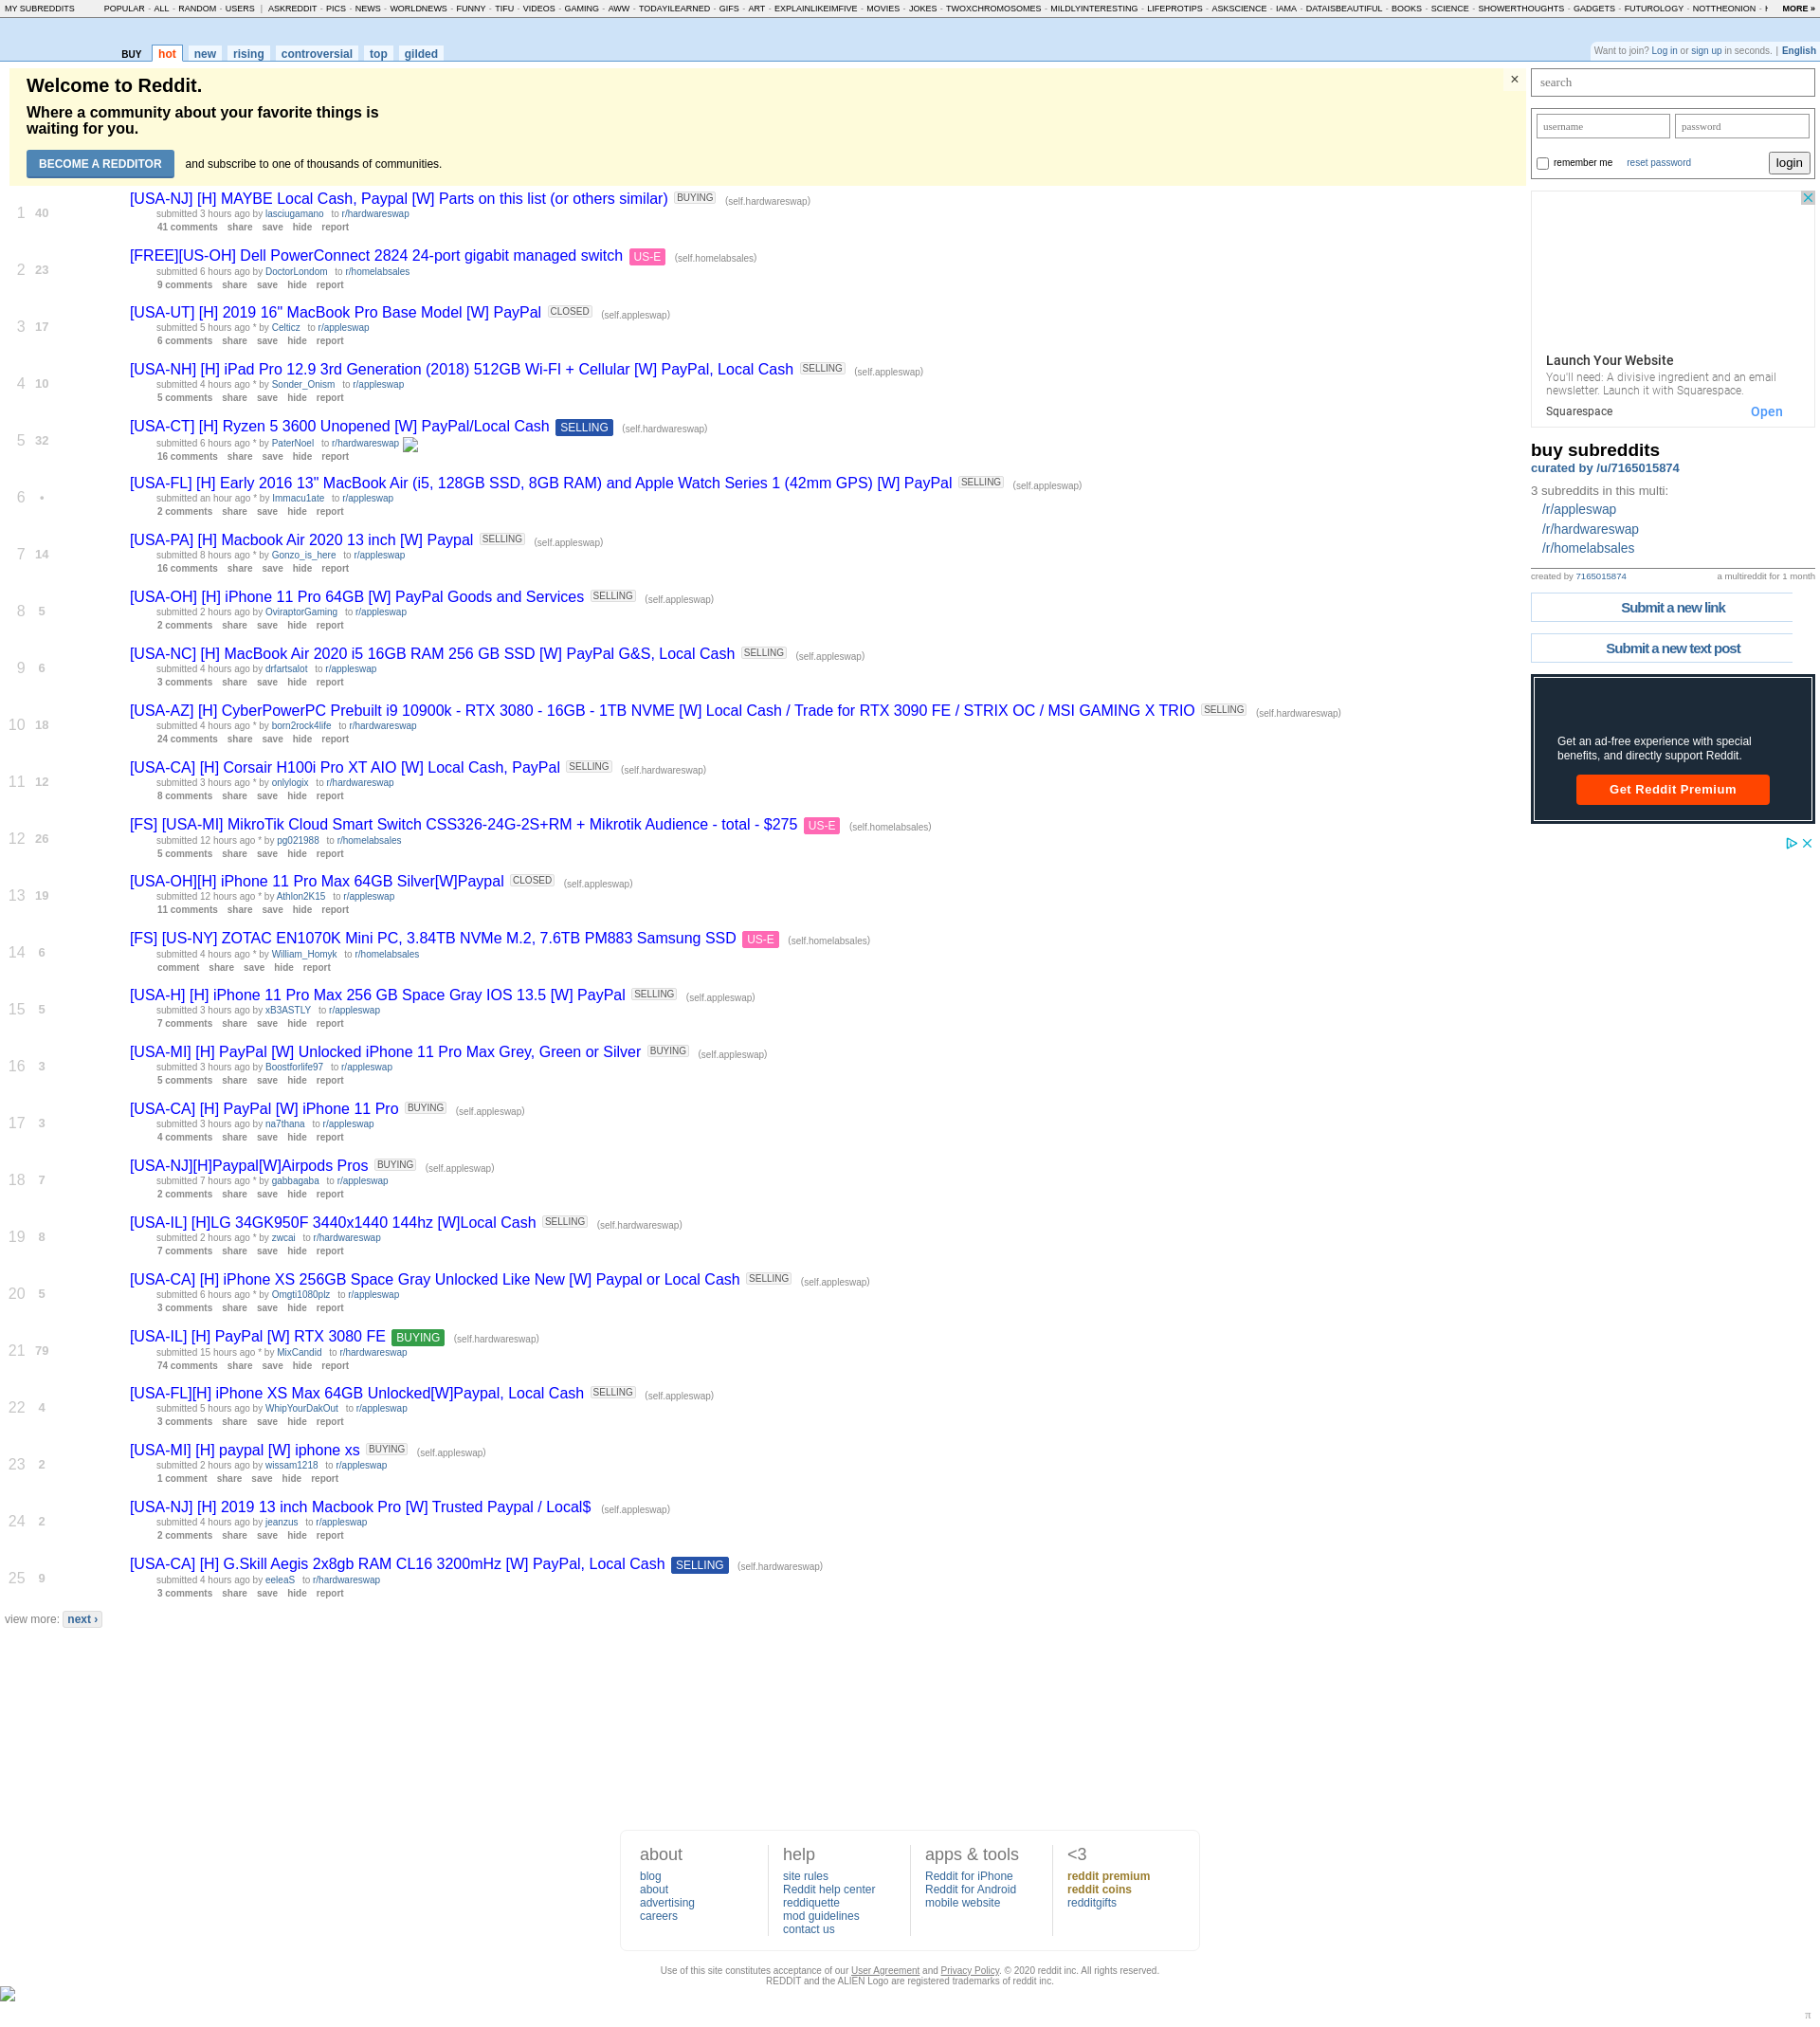 MY SUBREDDITS POPULAR - ALL - RANDOM - USERS | ASKREDDIT - PICS - NEWS - WORLDNEWS - FUNNY - TIFU - VIDEOS - GAMING - AWW - TODAYILEARNED - GIFS - ART - EXPLAINLIKEIMFIVE - MOVIES - JOKES - TWOXCHROMOSOMES - MILDLYINTERESTING - LIFEPROTIPS - ASKSCIENCE - IAMA - DATAISBEAUTIFUL - BOOKS - SCIENCE - SHOWERTHOUGHTS - GADGETS - FUTUROLOGY - NOTTHEONION - MORE »
BUY hot new rising controversial top gilded
Want to join? Log in or sign up in seconds. | English
Welcome to Reddit.
×
Where a community about your favorite things is
waiting for you.
BECOME A REDDITOR and subscribe to one of thousands of communities.
1 40 [USA-NJ] [H] MAYBE Local Cash, Paypal [W] Parts on this list (or others similar) BUYING (self.hardwareswap)
submitted 3 hours ago by lasciugamano to r/hardwareswap
41 comments share save hide report
2 23 [FREE][US-OH] Dell PowerConnect 2824 24-port gigabit managed switch US-E (self.homelabsales)
submitted 6 hours ago by DoctorLondom to r/homelabsales
9 comments share save hide report
3 17 [USA-UT] [H] 2019 16" MacBook Pro Base Model [W] PayPal CLOSED (self.appleswap)
submitted 5 hours ago * by Celticz to r/appleswap
6 comments share save hide report
4 10 [USA-NH] [H] iPad Pro 12.9 3rd Generation (2018) 512GB Wi-FI + Cellular [W] PayPal, Local Cash SELLING (self.appleswap)
submitted 4 hours ago * by Sonder_Onism to r/appleswap
5 comments share save hide report
5 32 [USA-CT] [H] Ryzen 5 3600 Unopened [W] PayPal/Local Cash SELLING (self.hardwareswap)
submitted 6 hours ago * by PaterNoel to r/hardwareswap
16 comments share save hide report
6 • [USA-FL] [H] Early 2016 13" MacBook Air (i5, 128GB SSD, 8GB RAM) and Apple Watch Series 1 (42mm GPS) [W] PayPal SELLING (self.appleswap)
submitted an hour ago * by Immacu1ate to r/appleswap
2 comments share save hide report
7 14 [USA-PA] [H] Macbook Air 2020 13 inch [W] Paypal SELLING (self.appleswap)
submitted 8 hours ago * by Gonzo_is_here to r/appleswap
16 comments share save hide report
8 5 [USA-OH] [H] iPhone 11 Pro 64GB [W] PayPal Goods and Services SELLING (self.appleswap)
submitted 2 hours ago by OviraptorGaming to r/appleswap
2 comments share save hide report
9 6 [USA-NC] [H] MacBook Air 2020 i5 16GB RAM 256 GB SSD [W] PayPal G&S, Local Cash SELLING (self.appleswap)
submitted 4 hours ago by drfartsalot to r/appleswap
3 comments share save hide report
10 18 [USA-AZ] [H] CyberPowerPC Prebuilt i9 10900k - RTX 3080 - 16GB - 1TB NVME [W] Local Cash / Trade for RTX 3090 FE / STRIX OC / MSI GAMING X TRIO SELLING (self.hardwareswap)
submitted 4 hours ago * by born2rock4life to r/hardwareswap
24 comments share save hide report
11 12 [USA-CA] [H] Corsair H100i Pro XT AIO [W] Local Cash, PayPal SELLING (self.hardwareswap)
submitted 3 hours ago * by onlylogix to r/hardwareswap
8 comments share save hide report
12 26 [FS] [USA-MI] MikroTik Cloud Smart Switch CSS326-24G-2S+RM + Mikrotik Audience - total - $275 US-E (self.homelabsales)
submitted 12 hours ago * by pg021988 to r/homelabsales
5 comments share save hide report
13 19 [USA-OH][H] iPhone 11 Pro Max 64GB Silver[W]Paypal CLOSED (self.appleswap)
submitted 12 hours ago * by Athlon2K15 to r/appleswap
11 comments share save hide report
14 6 [FS] [US-NY] ZOTAC EN1070K Mini PC, 3.84TB NVMe M.2, 7.6TB PM883 Samsung SSD US-E (self.homelabsales)
submitted 4 hours ago * by William_Homyk to r/homelabsales
comment share save hide report
15 5 [USA-H] [H] iPhone 11 Pro Max 256 GB Space Gray IOS 13.5 [W] PayPal SELLING (self.appleswap)
submitted 3 hours ago by xB3ASTLY to r/appleswap
7 comments share save hide report
16 3 [USA-MI] [H] PayPal [W] Unlocked iPhone 11 Pro Max Grey, Green or Silver BUYING (self.appleswap)
submitted 3 hours ago by Boostforlife97 to r/appleswap
5 comments share save hide report
17 3 [USA-CA] [H] PayPal [W] iPhone 11 Pro BUYING (self.appleswap)
submitted 3 hours ago by na7thana to r/appleswap
4 comments share save hide report
18 7 [USA-NJ][H]Paypal[W]Airpods Pros BUYING (self.appleswap)
submitted 7 hours ago * by gabbagaba to r/appleswap
2 comments share save hide report
19 8 [USA-IL] [H]LG 34GK950F 3440x1440 144hz [W]Local Cash SELLING (self.hardwareswap)
submitted 2 hours ago * by zwcai to r/hardwareswap
7 comments share save hide report
20 5 [USA-CA] [H] iPhone XS 256GB Space Gray Unlocked Like New [W] Paypal or Local Cash SELLING (self.appleswap)
submitted 6 hours ago * by Omgti1080plz to r/appleswap
3 comments share save hide report
21 79 [USA-IL] [H] PayPal [W] RTX 3080 FE BUYING (self.hardwareswap)
submitted 15 hours ago * by MixCandid to r/hardwareswap
74 comments share save hide report
22 4 [USA-FL][H] iPhone XS Max 64GB Unlocked[W]Paypal, Local Cash SELLING (self.appleswap)
submitted 5 hours ago by WhipYourDakOut to r/appleswap
3 comments share save hide report
23 2 [USA-MI] [H] paypal [W] iphone xs BUYING (self.appleswap)
submitted 2 hours ago by wissam1218 to r/appleswap
1 comment share save hide report
24 2 [USA-NJ] [H] 2019 13 inch Macbook Pro [W] Trusted Paypal / Local$ (self.appleswap)
submitted 4 hours ago by jeanzus to r/appleswap
2 comments share save hide report
25 9 [USA-CA] [H] G.Skill Aegis 2x8gb RAM CL16 3200mHz [W] PayPal, Local Cash SELLING (self.hardwareswap)
submitted 4 hours ago by eeleaS to r/hardwareswap
3 comments share save hide report
view more: next ›
search
username password
remember me reset password login
Launch Your Website
You'll need: A divisive ingredient and an email
newsletter. Launch it with Squarespace.
Squarespace Open
buy subreddits
curated by /u/7165015874
3 subreddits in this multi:
/r/appleswap
/r/hardwareswap
/r/homelabsales
created by 7165015874 a multireddit for 1 month
Submit a new link
Submit a new text post
Get an ad-free experience with special
benefits, and directly support Reddit.
Get Reddit Premium
about help apps & tools <3
blog site rules Reddit for iPhone reddit premium
about Reddit help center Reddit for Android reddit coins
advertising reddiquette mobile website redditgifts
careers mod guidelines
contact us
Use of this site constitutes acceptance of our User Agreement and Privacy Policy. © 2020 reddit inc. All rights reserved.
REDDIT and the ALIEN Logo are registered trademarks of reddit inc.
π